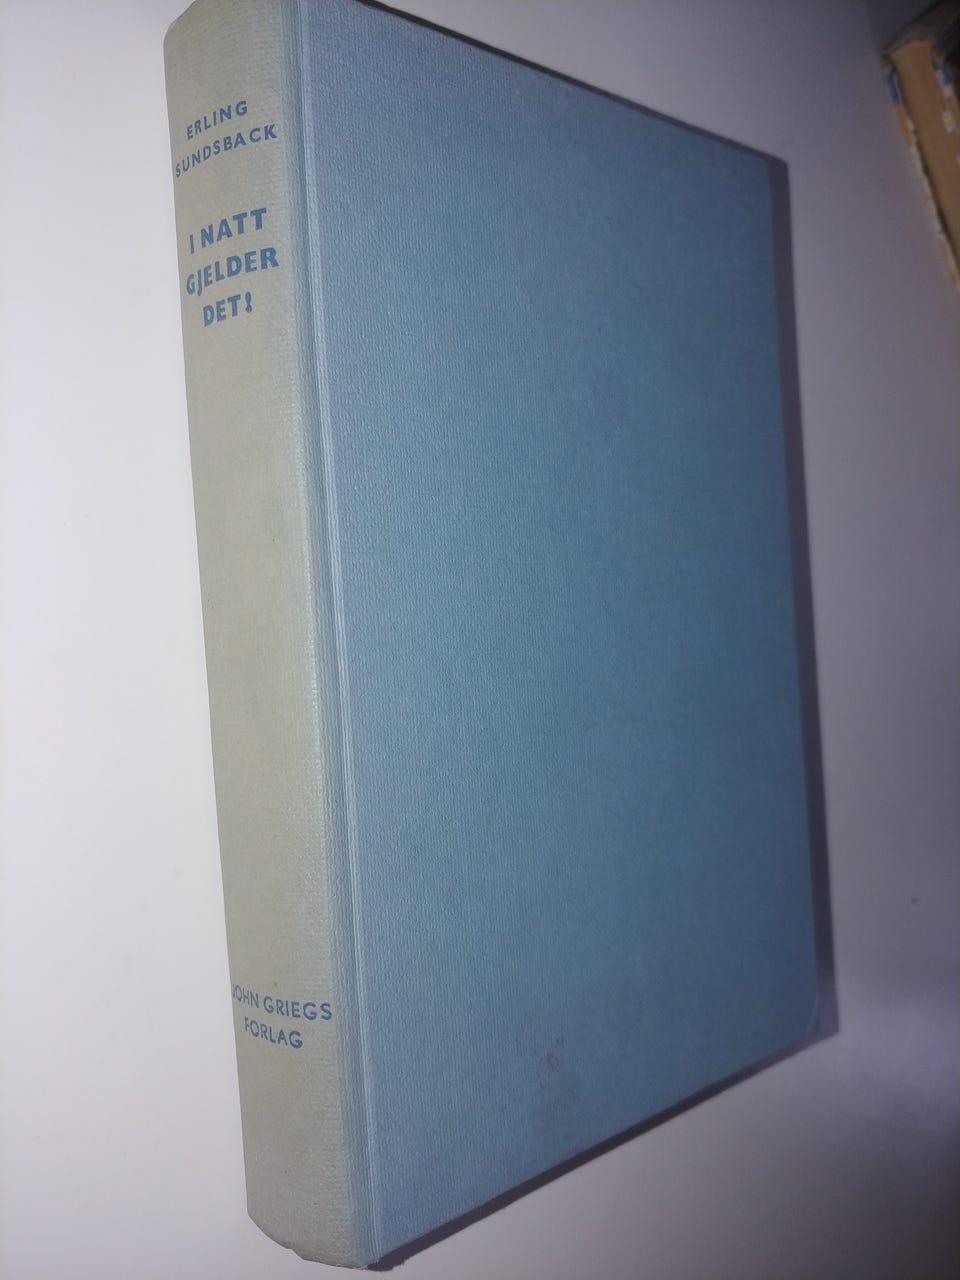 ERLING
SUNDSBACK
I NATT
GJELDER
DET!
JOHN GRIEGS
FORLAG